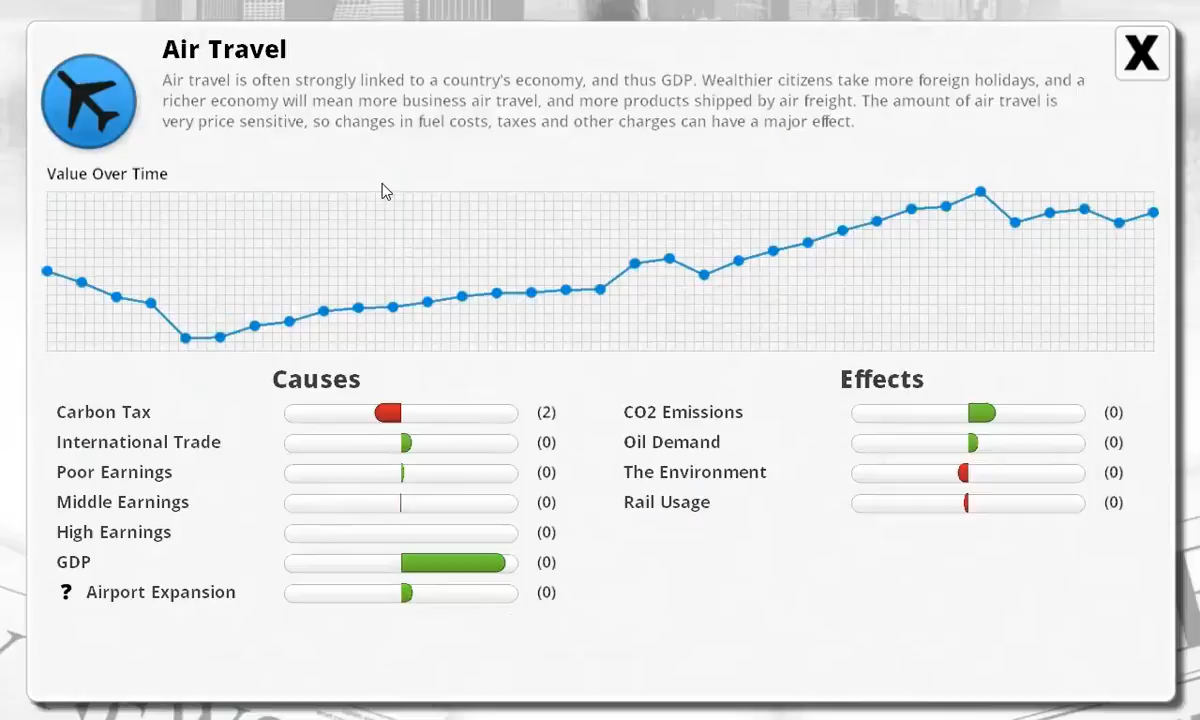 Air Travel
X
Air travel is often strongly linked to a country's economy, and thus GDP. Wealthier citizens take more foreign holidays, and a
richer economy will mean more business air travel, and more products shipped by air freight. The amount of air travel is
very price sensitive, so changes in fuel costs, taxes and other charges can have a major effect.
Value Over Time
Causes
Carbon Tax (2)
International Trade (0)
Poor Earnings (0)
Middle Earnings (0)
High Earnings (0)
GDP (0)
? Airport Expansion (0)
Effects
CO2 Emissions (0)
Oil Demand (0)
The Environment (0)
Rail Usage (0)